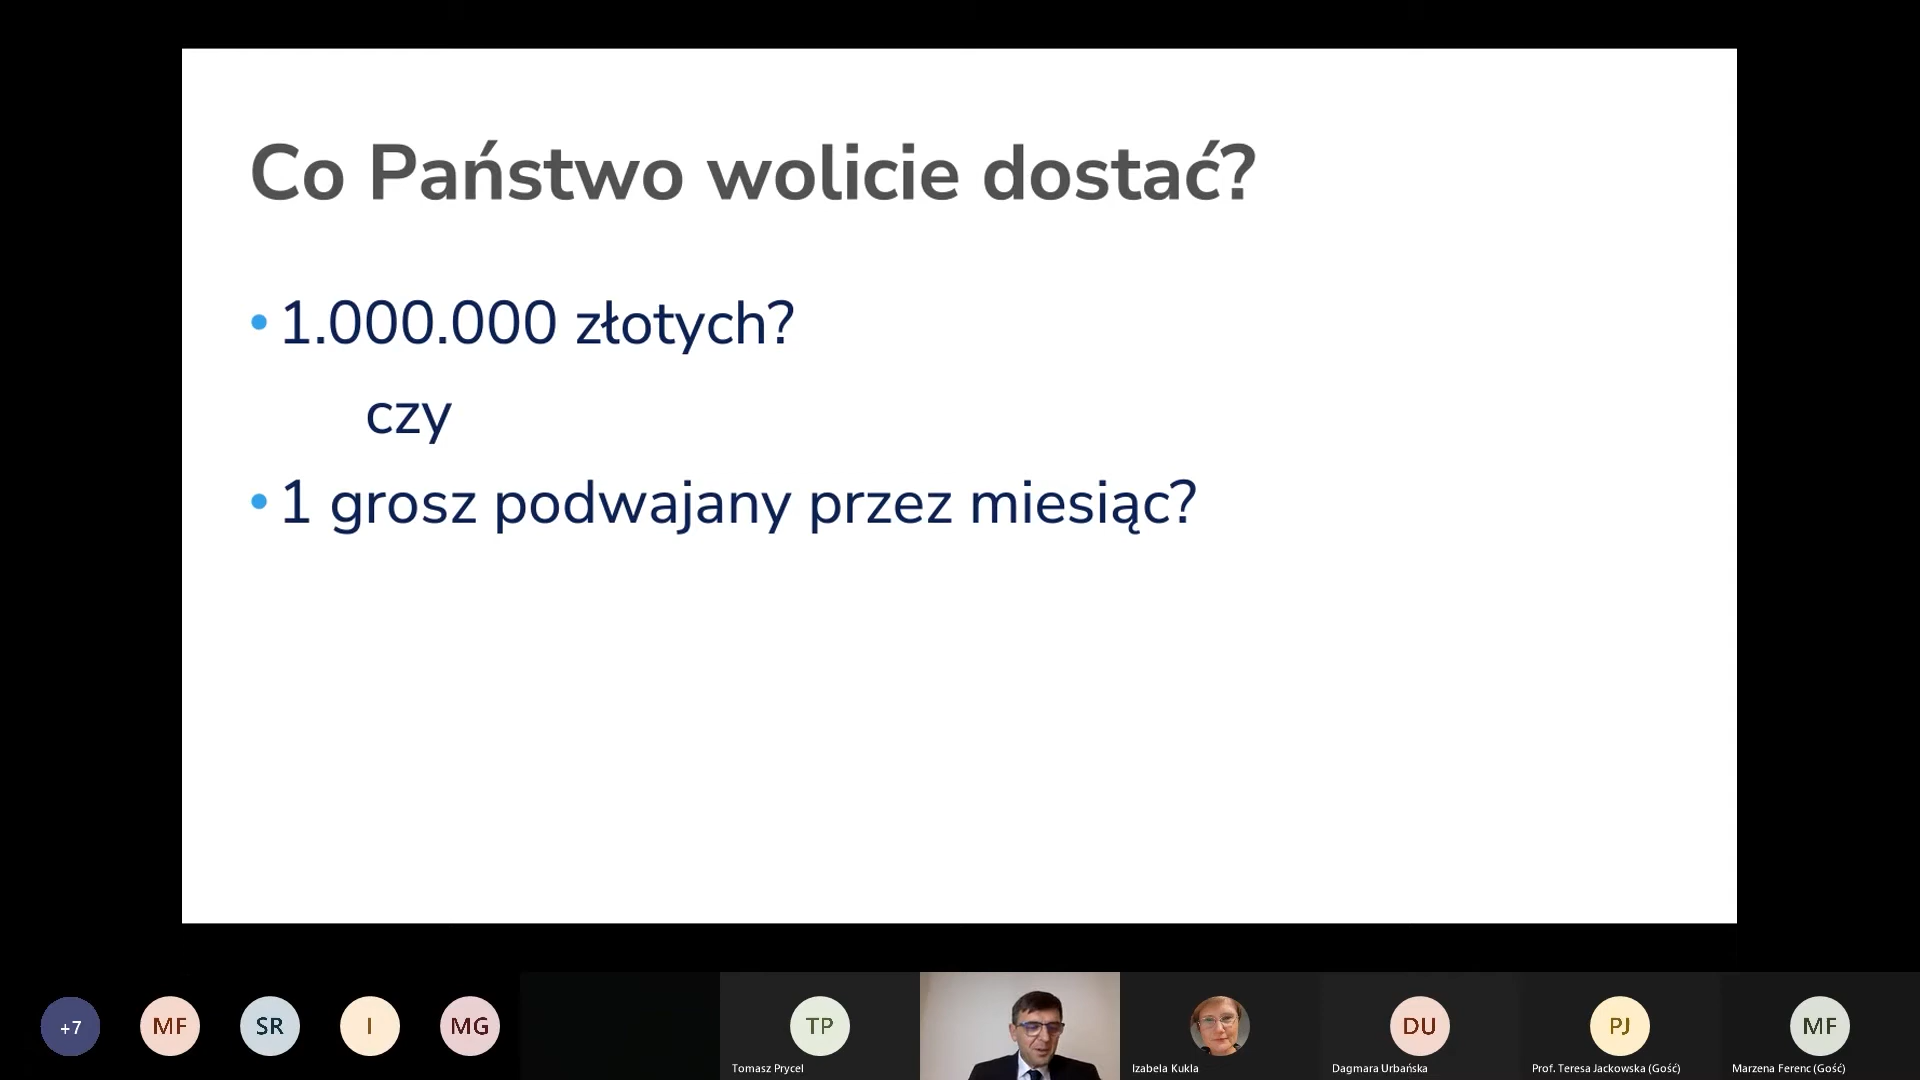 Co Państwo wolicie dostać?
• 1.000.000 złotych?
czy
• 1 grosz podwajany przez miesiąc?
+7
MF
SR
I
MG
TP
DU
PJ
MF
Tomasz Prycel
Izabela Kukla
Dagmara Urbańska
Prof. Teresa Jackowska (Gość)
Marzena Ferenc (Gość)